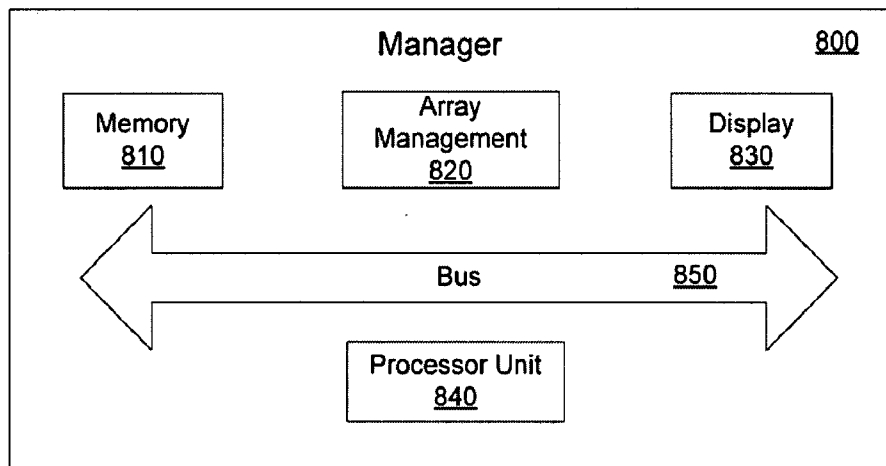 Manager 800
Memory
810
Array
Management
820
Display
830
Bus 850
Processor Unit
840